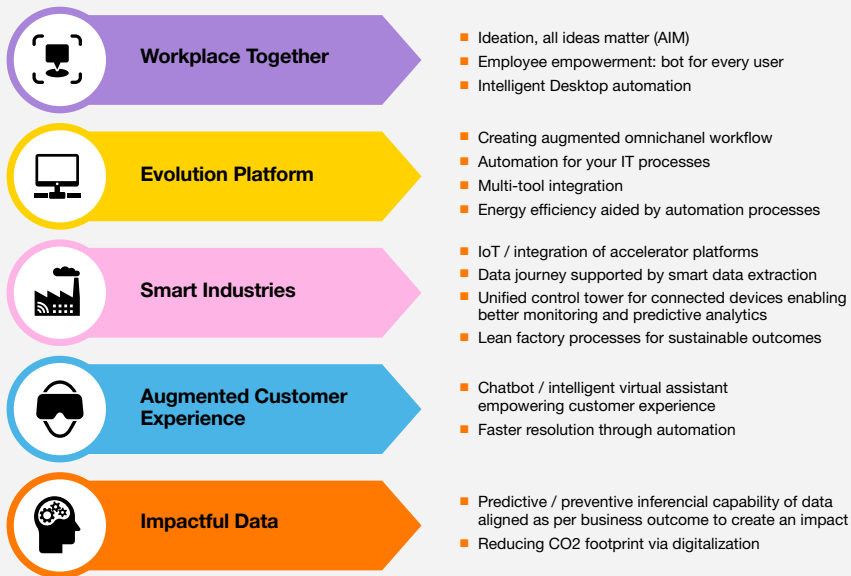 Workplace Together
Ideation, all ideas matter (AIM)
Employee empowerment: bot for every user
Intelligent Desktop automation
Evolution Platform
Creating augmented omnichanel workflow
Automation for your IT processes
Multi-tool integration
Energy efficiency aided by automation processes
Smart Industries
IoT / integration of accelerator platforms
Data journey supported by smart data extraction
Unified control tower for connected devices enabling
better monitoring and predictive analytics
Lean factory processes for sustainable outcomes
Augmented Customer
Experience
Chatbot / intelligent virtual assistant
empowering customer experience
Faster resolution through automation
Impactful Data
Predictive / preventive inferencial capability of data
aligned as per business outcome to create an impact
Reducing CO2 footprint via digitalization